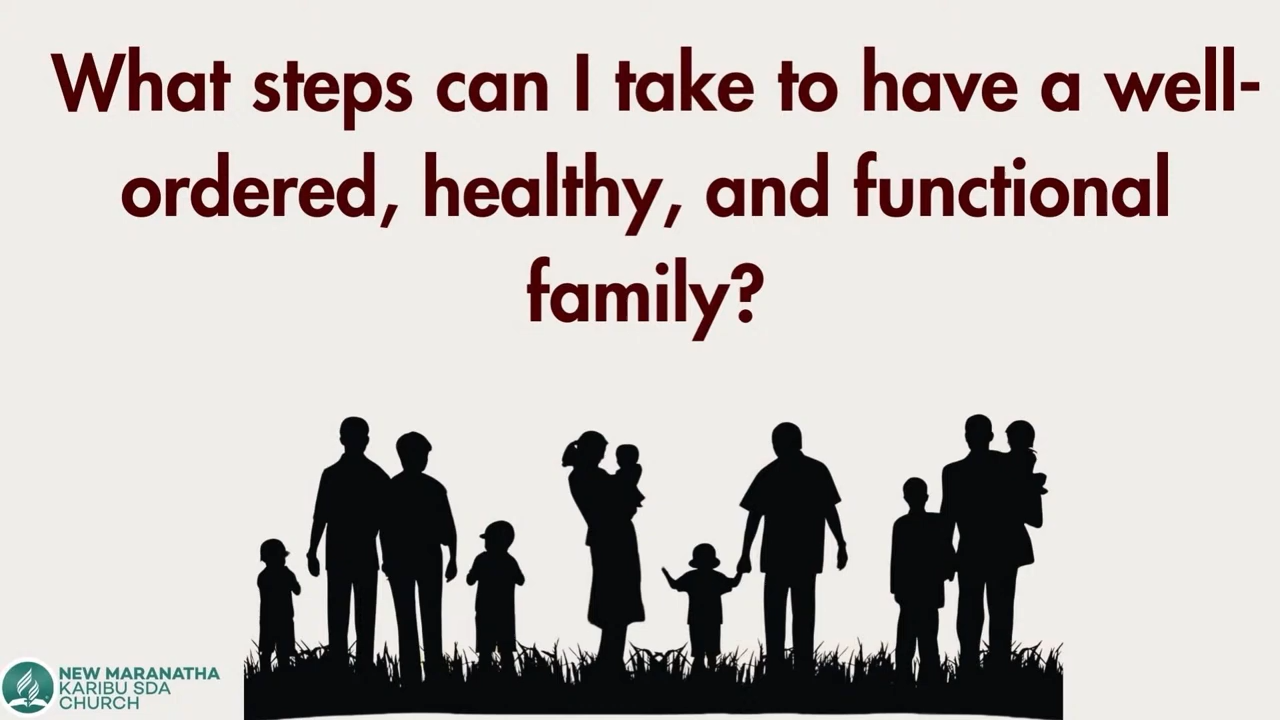 What steps can I take to have a well-
ordered, healthy, and functional
family?
NEW MARANATHA
KARIBU SDA
CHURCH